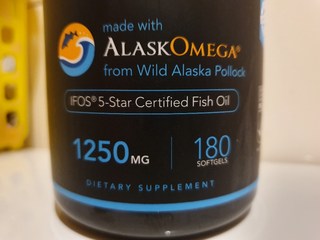 made with
ALASKOMEGA®
from Wild Alaska Pollock
IFOS® 5-Star Certified Fish Oil
1250 MG
180
SOFTGELS
DIETARY SUPPLEMENT